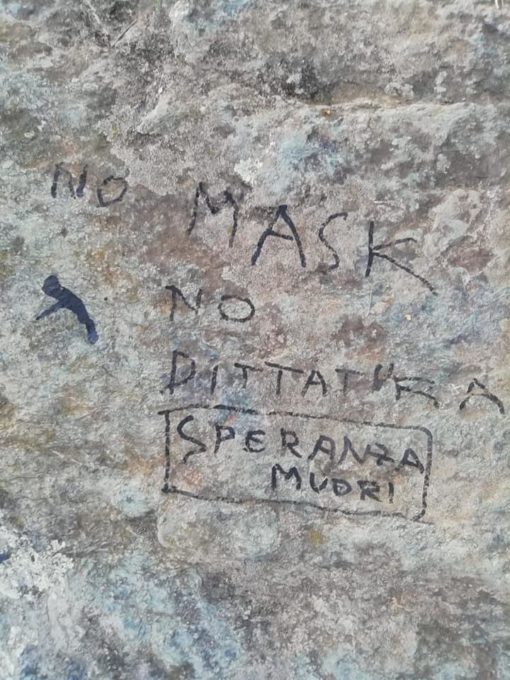 NO MASK
NO
DITTATURA
SPERANZA
MUORI